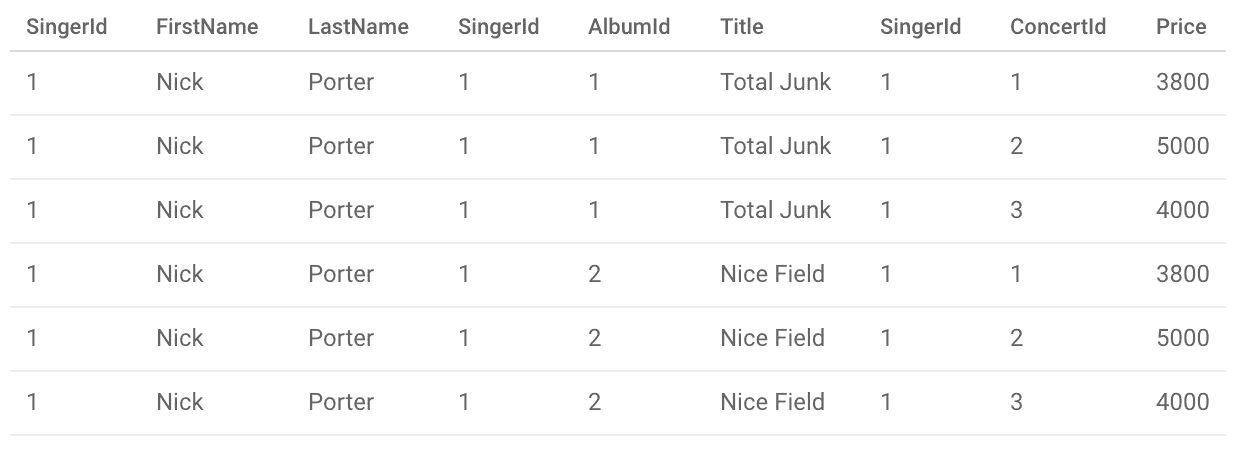 SingerId FirstName LastName SingerId AlbumId Title SingerId ConcertId Price
1 Nick Porter 1 1 Total Junk 1 1 3800
1 Nick Porter 1 1 Total Junk 1 2 5000
1 Nick Porter 1 1 Total Junk 1 3 4000
1 Nick Porter 1 2 Nice Field 1 1 3800
1 Nick Porter 1 2 Nice Field 1 2 5000
1 Nick Porter 1 2 Nice Field 1 3 4000